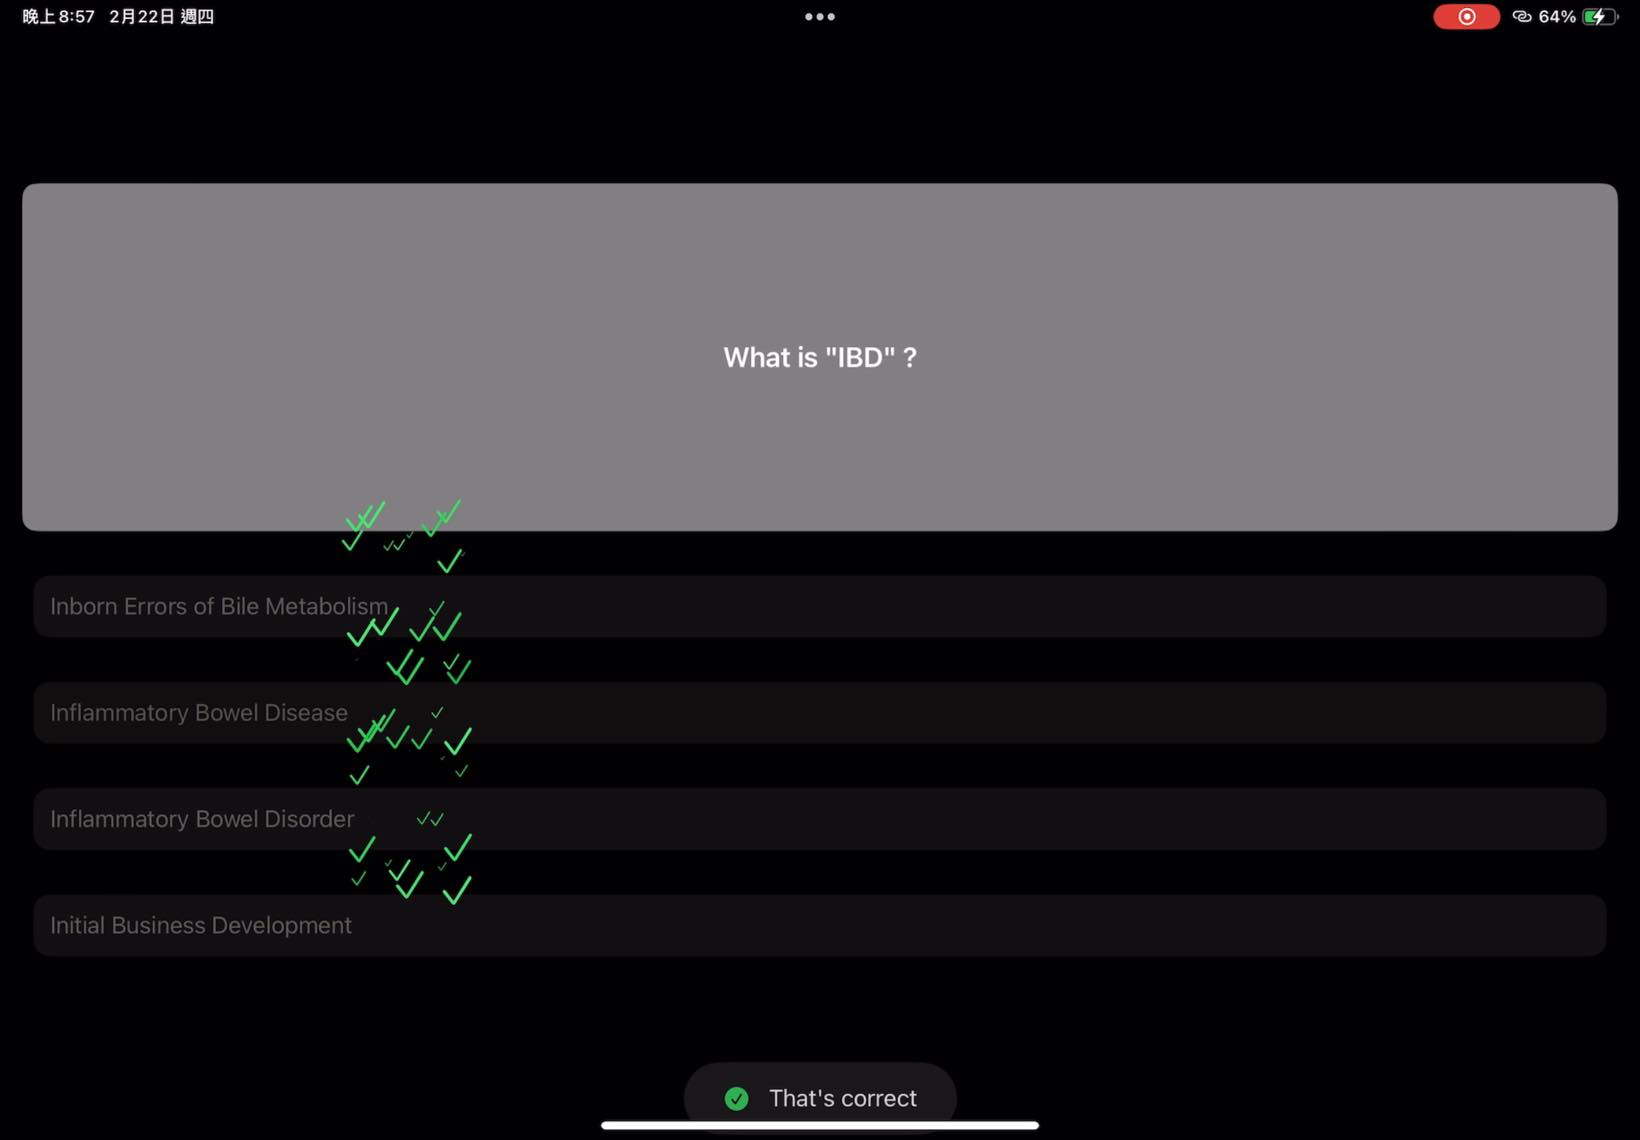 晚上8:57 2月22日 週四
64%
What is "IBD" ?
Inborn Errors of Bile Metabolism
Inflammatory Bowel Disease
Inflammatory Bowel Disorder
Initial Business Development
That's correct